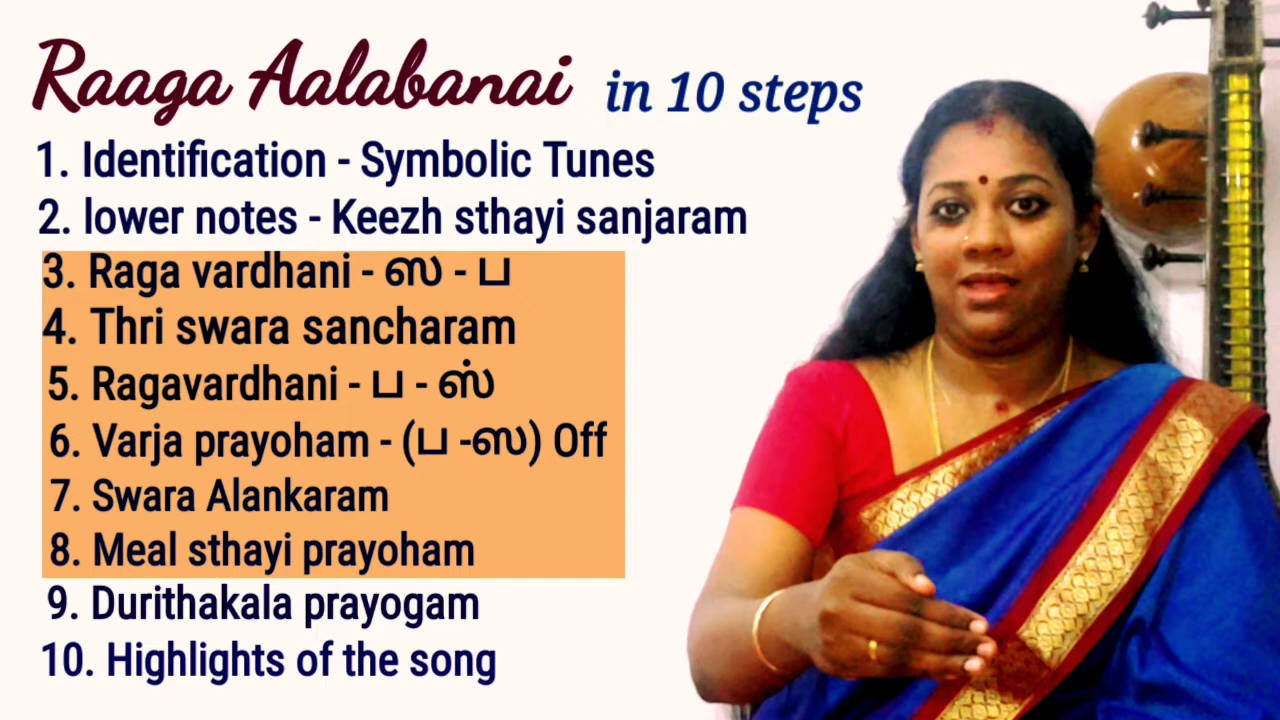 Raaga Aalabanai in 10 steps
1. Identification - Symbolic Tunes
2. lower notes - Keezh sthayi sanjaram
3. Raga vardhani - ஸ - ப
4. Thri swara sancharam
5. Ragavardhani - ப - ஸ்
6. Varja prayoham - (ப -ஸ) Off
7. Swara Alankaram
8. Meal sthayi prayoham
9. Durithakala prayogam
10. Highlights of the song